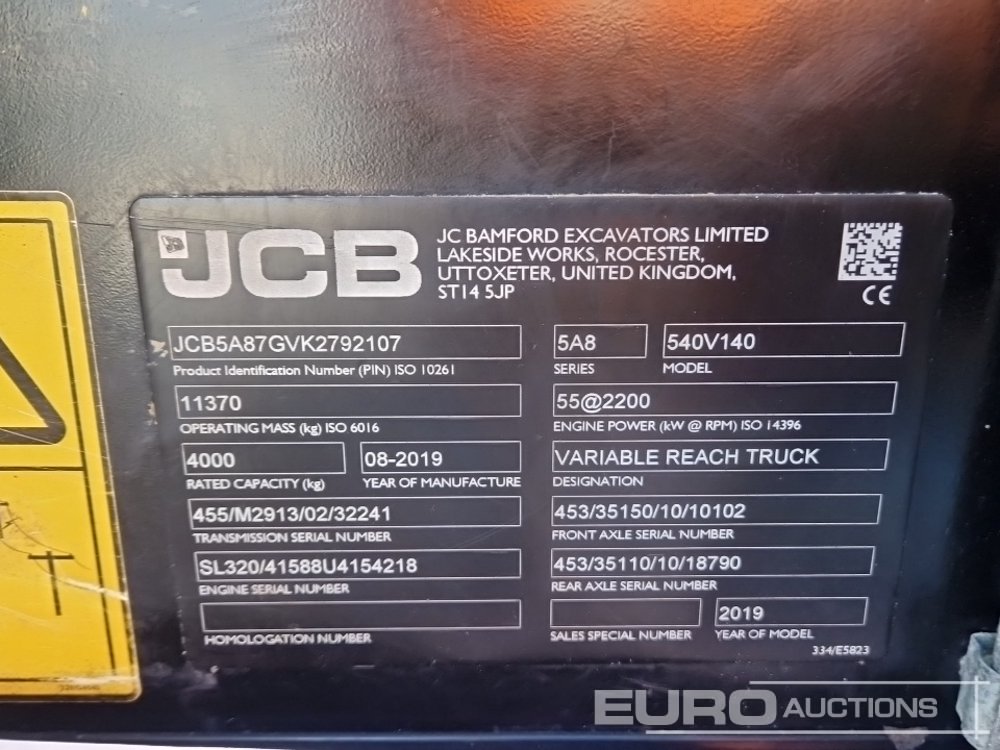 JCB
JC BAMFORD EXCAVATORS LIMITED
LAKESIDE WORKS, ROCESTER,
UTTOXETER, UNITED KINGDOM,
ST14 5JP
CE
JCB5A87GVK2792107
Product Identification Number (PIN) ISO 10261
5A8
SERIES
540V140
MODEL
11370
OPERATING MASS (kg) ISO 6016
55@2200
ENGINE POWER (kW @ RPM) ISO 14396
4000
RATED CAPACITY (kg)
08-2019
YEAR OF MANUFACTURE
VARIABLE REACH TRUCK
DESIGNATION
455/M2913/02/32241
TRANSMISSION SERIAL NUMBER
453/35150/10/10102
FRONT AXLE SERIAL NUMBER
SL320/41588U4154218
ENGINE SERIAL NUMBER
453/35110/10/18790
REAR AXLE SERIAL NUMBER
HOMOLOGATION NUMBER
SALES SPECIAL NUMBER
2019
YEAR OF MODEL
334/E5823
EURO AUCTIONS